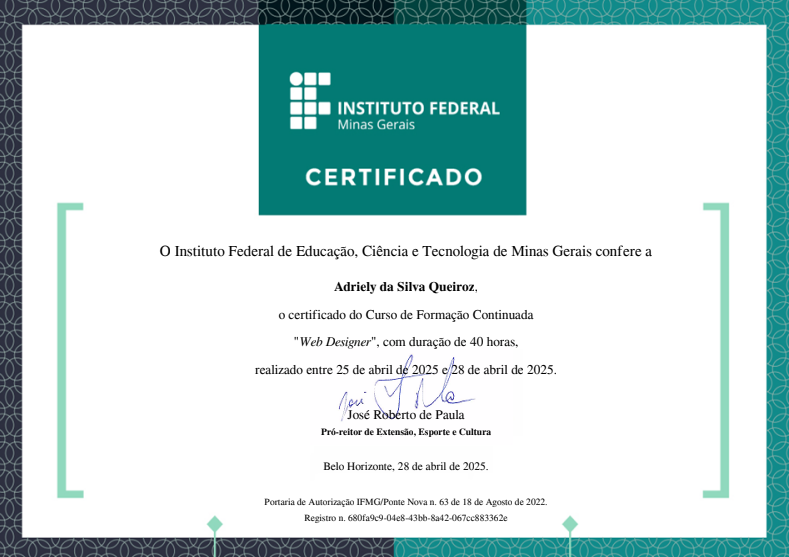 INSTITUTO FEDERAL
Minas Gerais
CERTIFICADO
O Instituto Federal de Educação, Ciência e Tecnologia de Minas Gerais confere a
Adriely da Silva Queiroz,
o certificado do Curso de Formação Continuada
"Web Designer", com duração de 40 horas,
realizado entre 25 de abril de 2025 e 28 de abril de 2025.
José Roberto de Paula
Pró-reitor de Extensão, Esporte e Cultura
Belo Horizonte, 28 de abril de 2025.
Portaria de Autorização IFMG/Ponte Nova n. 63 de 18 de Agosto de 2022.
Registro n. 680fa9c9-04e8-43bb-8a42-067cc883362e